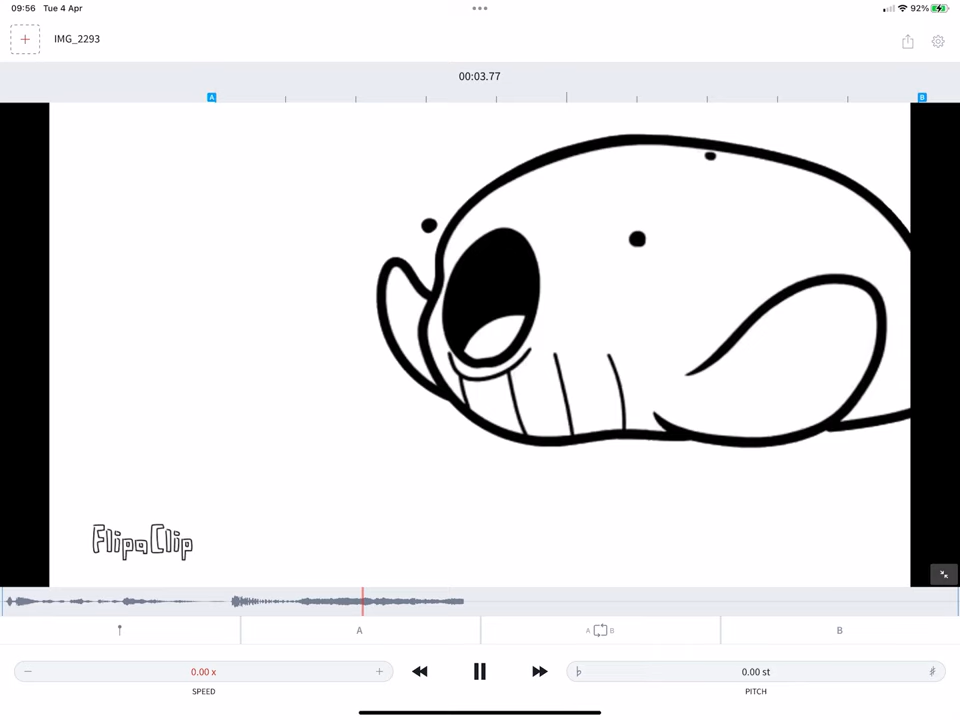 09:56 Tue 4 Apr
92%
IMG_2293
00:03.77
A
B
FlipaClip
A
A B
B
0.00 x
0.00 st
SPEED
PITCH